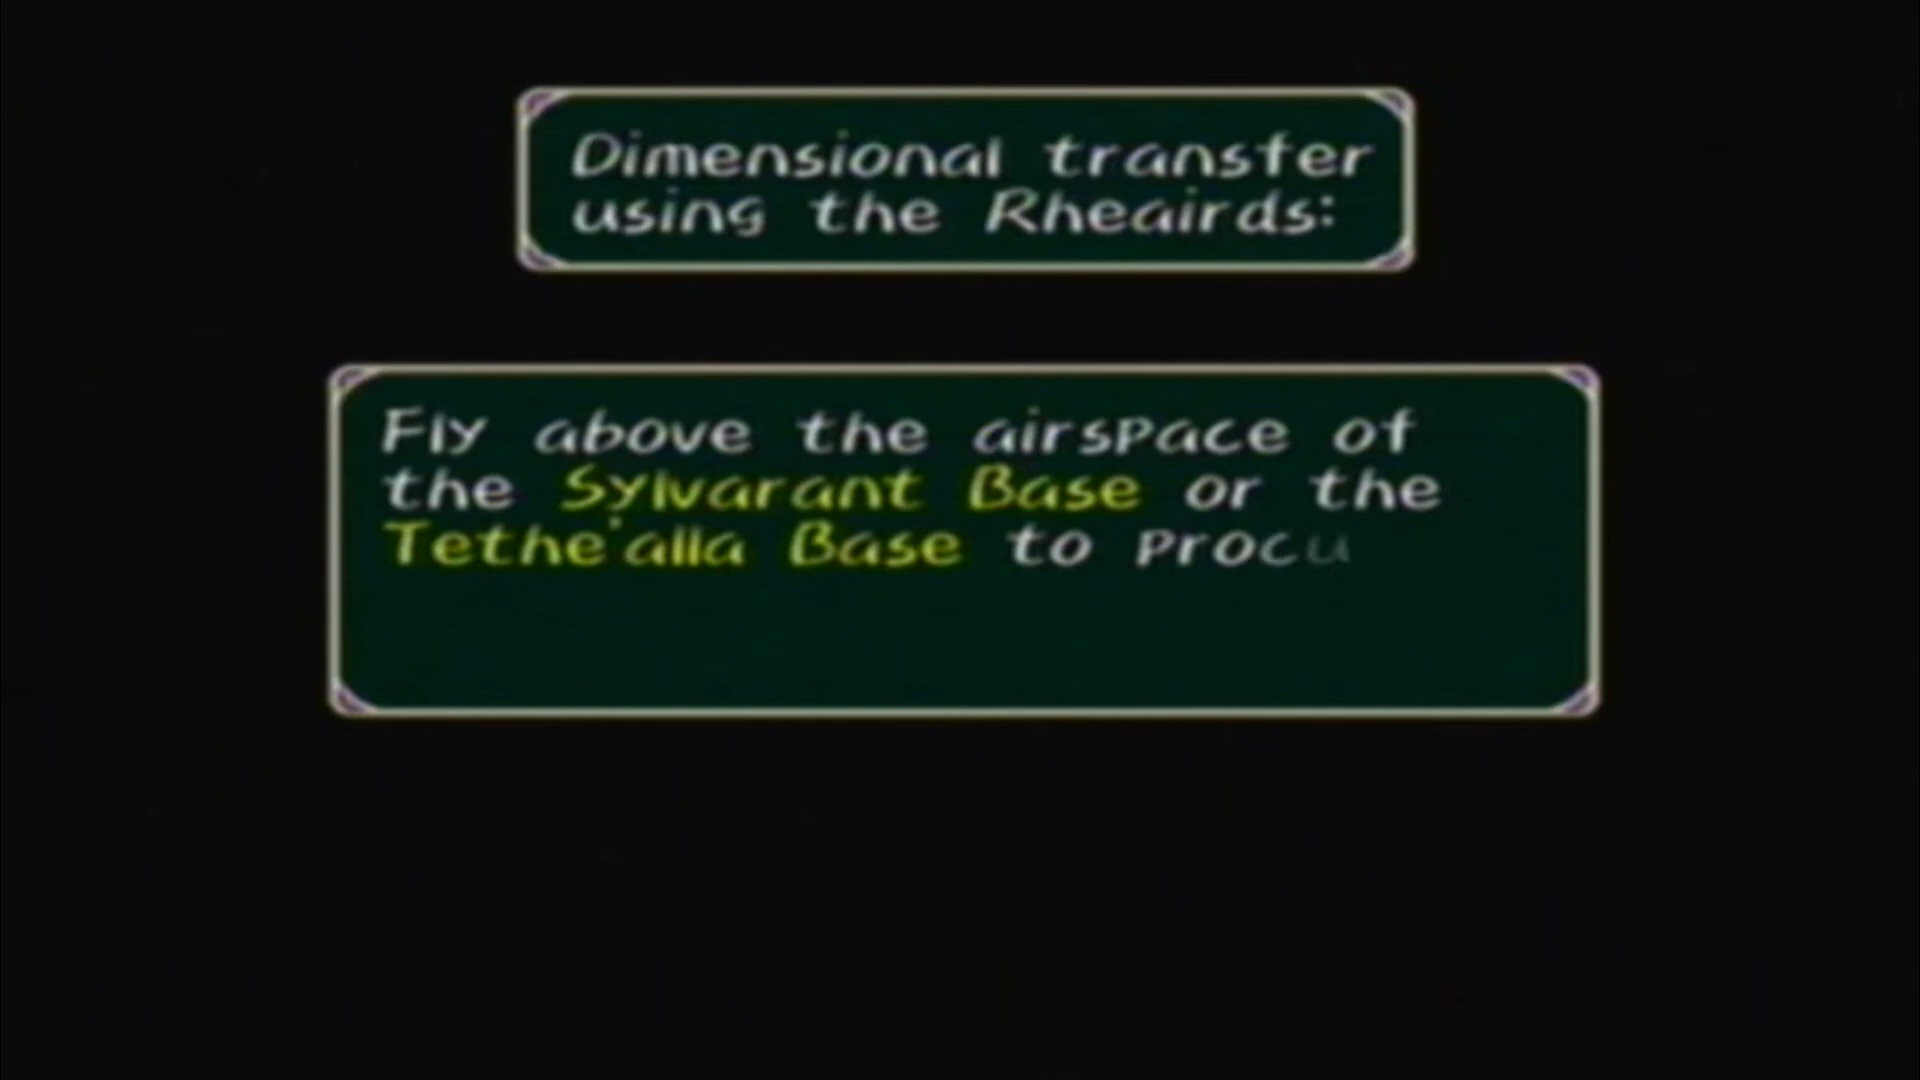 Dimensional transfer
using the Rheairds:
Fly above the airspace of
the Sylvarant Base or the
Tethe'alla Base to procu